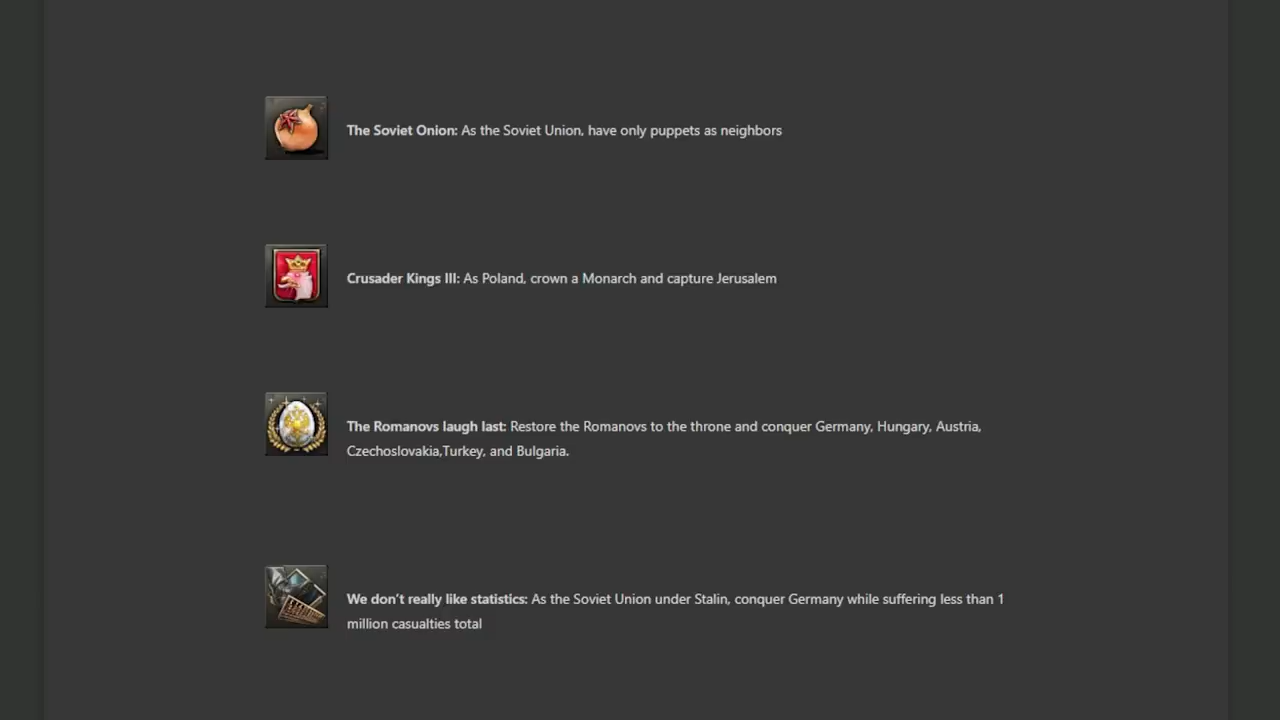 The Soviet Onion: As the Soviet Union, have only puppets as neighbors
Crusader Kings III: As Poland, crown a Monarch and capture Jerusalem
The Romanovs laugh last: Restore the Romanovs to the throne and conquer Germany, Hungary, Austria,
Czechoslovakia,Turkey, and Bulgaria.
We don't really like statistics: As the Soviet Union under Stalin, conquer Germany while suffering less than 1
million casualties total